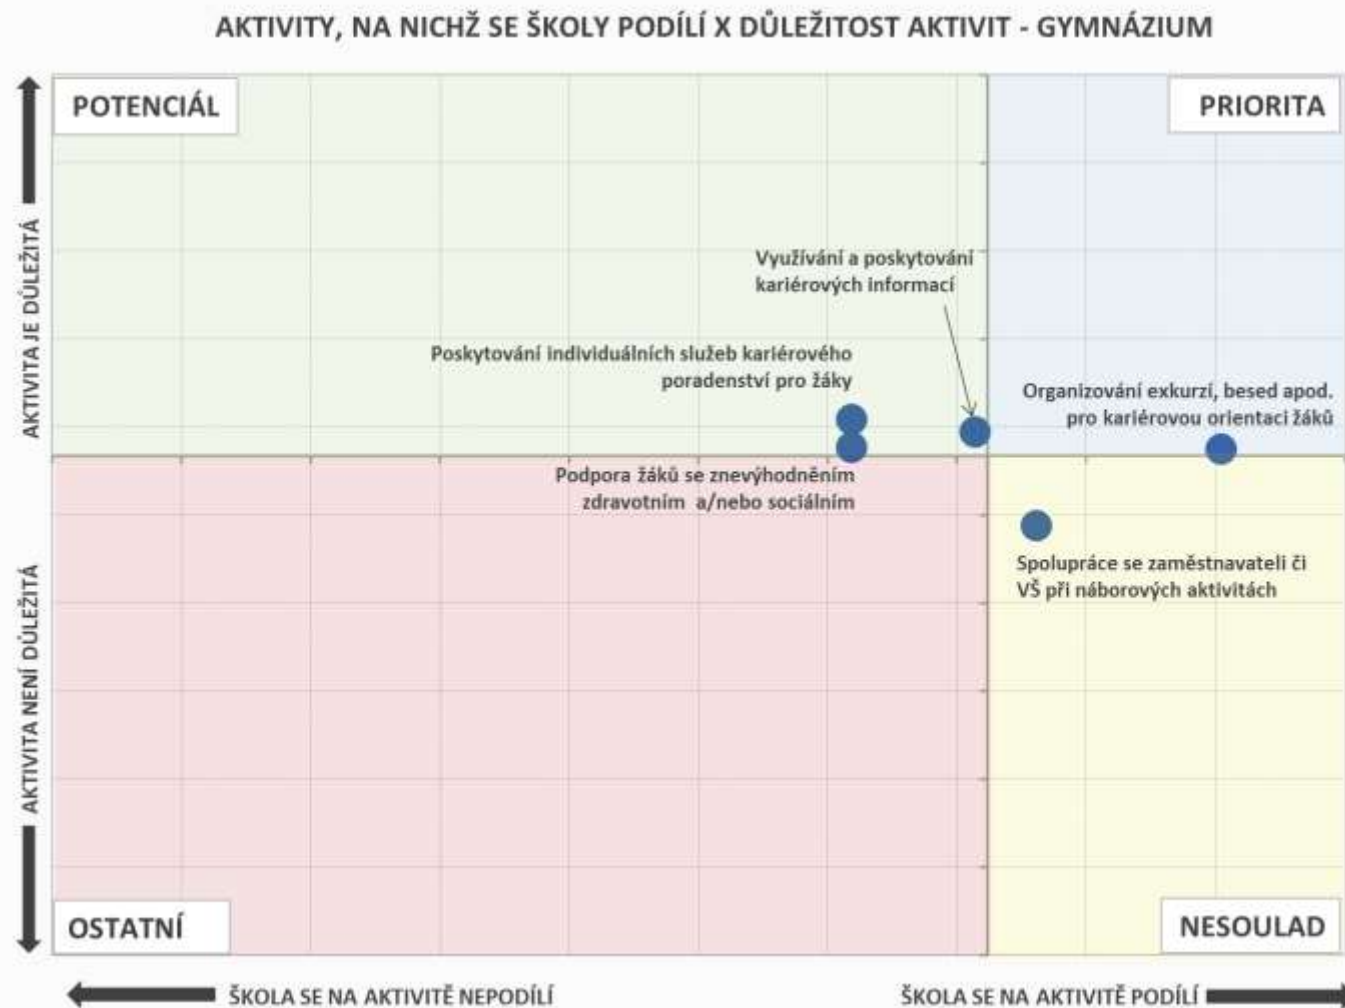 AKTIVITY, NA NICHŽ SE ŠKOLY PODÍLÍ X DŮLEŽITOST AKTIVIT - GYMNÁZIUM
POTENCIÁL
PRIORITA
AKTIVITA JE DŮLEŽITÁ
Využívání a poskytování
kariérových informací
Poskytování individuálních služeb kariérového
poradenství pro žáky
Organizování exkurzí, besed apod.
pro kariérovou orientaci žáků
Podpora žáků se znevýhodněním
zdravotním a/nebo sociálním
Spolupráce se zaměstnavateli či
VŠ při náborových aktivitách
AKTIVITA NENÍ DŮLEŽITÁ
OSTATNÍ
NESOULAD
ŠKOLA SE NA AKTIVITĚ NEPODÍLÍ
ŠKOLA SE NA AKTIVITĚ PODÍLÍ